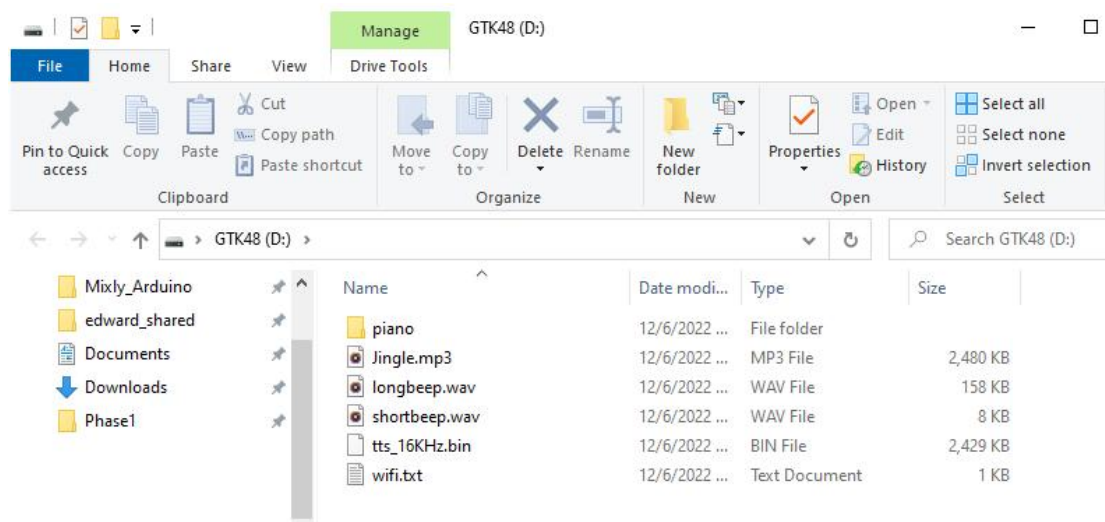 Manage GTK48 (D:)
File Home Share View Drive Tools
Pin to Quick access
Copy
Paste
Cut
Copy path
Paste shortcut
Clipboard
Move to
Copy to
Delete
Rename
Organize
New folder
New
Properties
Open
Edit
History
Open
Select all
Select none
Invert selection
Select
GTK48 (D:)
Search GTK48 (D:)
Mixly_Arduino
edward_shared
Documents
Downloads
Phase1
Name Date modi... Type Size
piano 12/6/2022 ... File folder
Jingle.mp3 12/6/2022 ... MP3 File 2,480 KB
longbeep.wav 12/6/2022 ... WAV File 158 KB
shortbeep.wav 12/6/2022 ... WAV File 8 KB
tts_16KHz.bin 12/6/2022 ... BIN File 2,429 KB
wifi.txt 12/6/2022 ... Text Document 1 KB